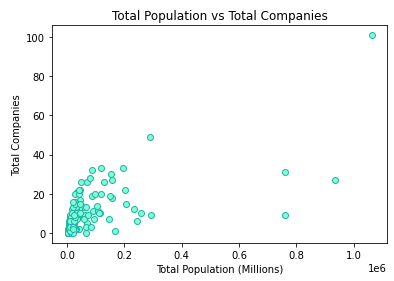 Total Population vs Total Companies
100
80
60
40
20
0
Total Companies
0.0 0.2 0.4 0.6 0.8 1.0
1e6
Total Population (Millions)